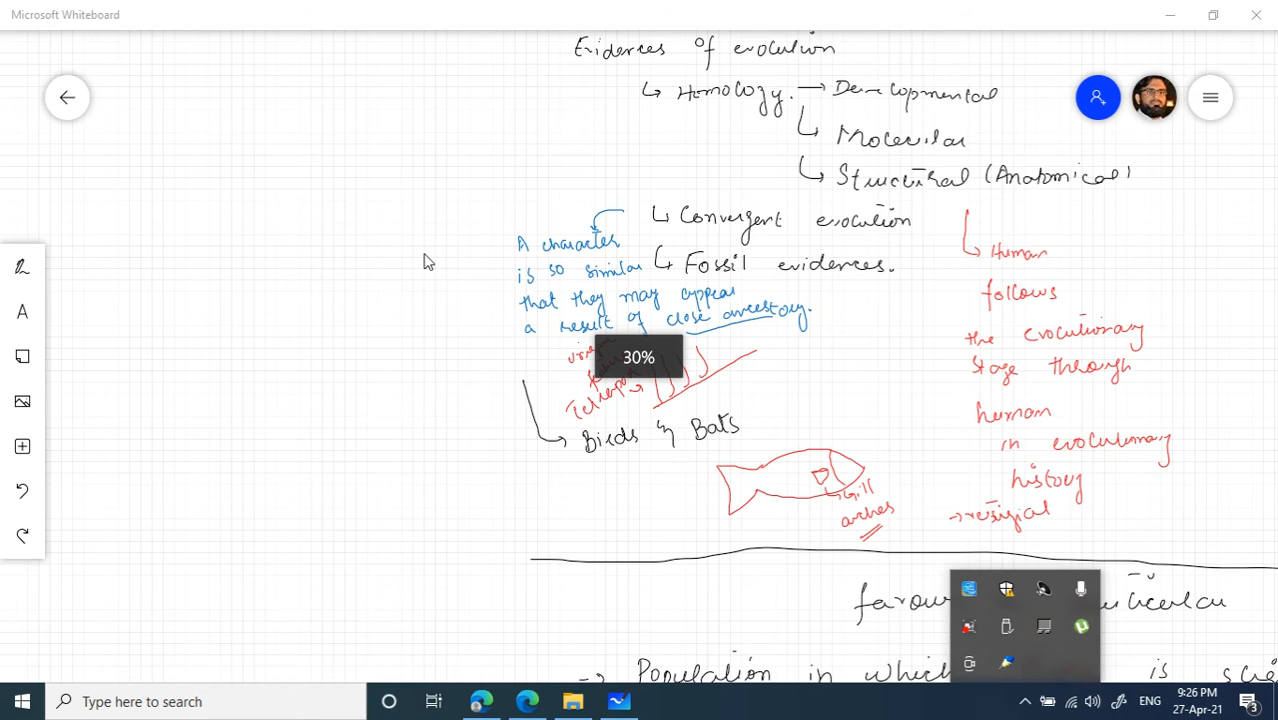 Microsoft Whiteboard
Evidences of evolution
↳ Homology. → Developmental
↳ Molecular
↳ Structural (Anatomical)
↳ Convergent evolution
↳ Fossil evidences.
A character
is so similar
that they may appear
a result of close ancestory.
30%
↳ Birds & Bats
Gill
arches
Human
follows
the evolutionary
stage through
human
in evolutionary
history
→ vestigial
→ Population in which is
Type here to search
ENG
9:26 PM
27-Apr-21
3